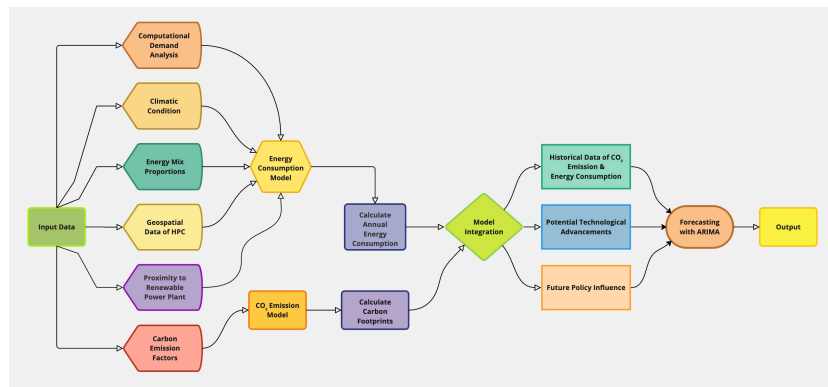 Input Data
Computational
Demand
Analysis
Climatic
Condition
Energy Mix
Proportions
Geospatial
Data of HPC
Proximity to
Renewable
Power Plant
Carbon
Emission
Factors
Energy
Consumption
Model
CO₂ Emission
Model
Calculate
Annual
Energy
Consumption
Calculate
Carbon
Footprints
Model
Integration
Historical Data of CO₂
Emission &
Energy Consumption
Potential Technological
Advancements
Future Policy Influence
Forecasting
with ARIMA
Output